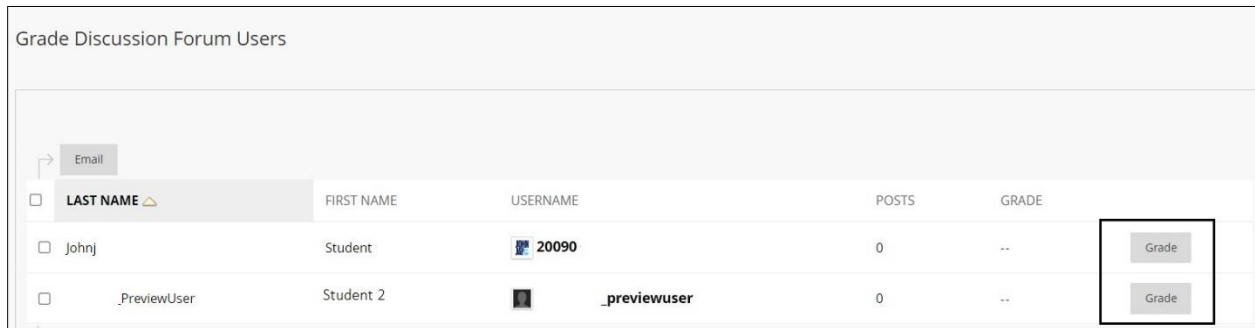 Grade Discussion Forum Users
Email
LAST NAME FIRST NAME USERNAME POSTS GRADE
Johnj Student 20090 0 -- Grade
_PreviewUser Student 2 _previewuser 0 -- Grade